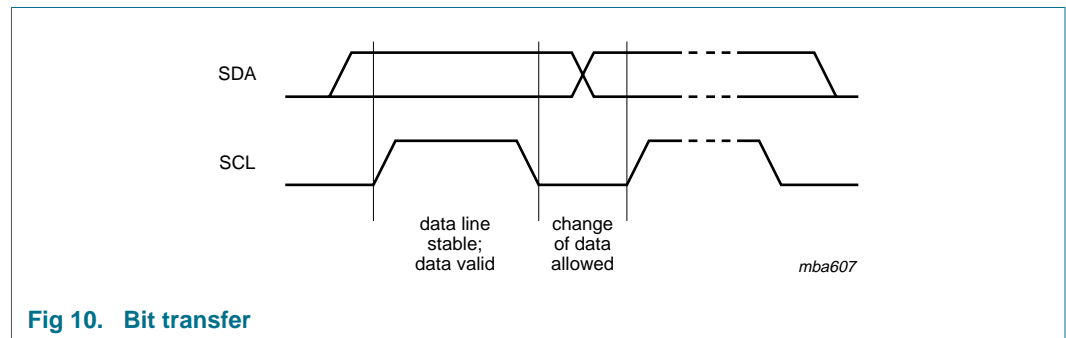 SDA
SCL
data line
stable;
data valid
change
of data
allowed
mba607
Fig 10. Bit transfer